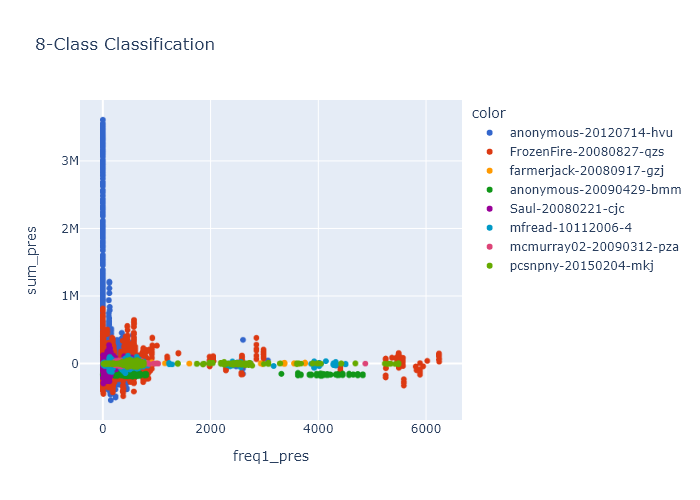 8-Class Classification
color
anonymous-20120714-hvu
FrozenFire-20080827-qzs
farmerjack-20080917-gzj
anonymous-20090429-bmm
Saul-20080221-cjc
mfread-10112006-4
mcmurray02-20090312-pza
pcsnpny-20150204-mkj
3M
2M
1M
0
sum_pres
0
2000
4000
6000
freq1_pres